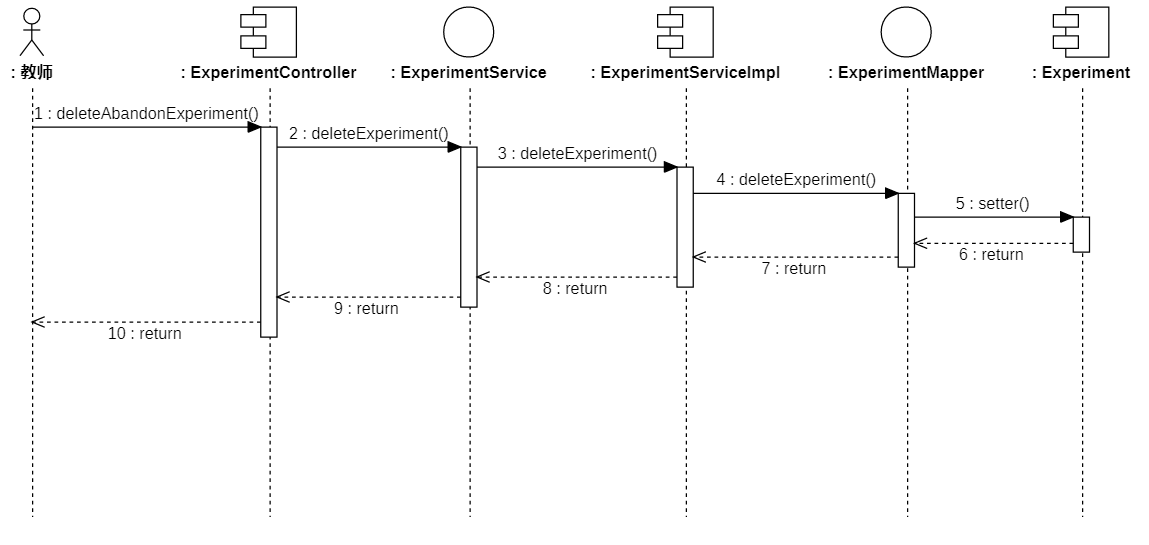 : 教师
: ExperimentController
: ExperimentService
: ExperimentServiceImpl
: ExperimentMapper
: Experiment
1 : deleteAbandonExperiment()
2 : deleteExperiment()
3 : deleteExperiment()
4 : deleteExperiment()
5 : setter()
6 : return
7 : return
8 : return
9 : return
10 : return